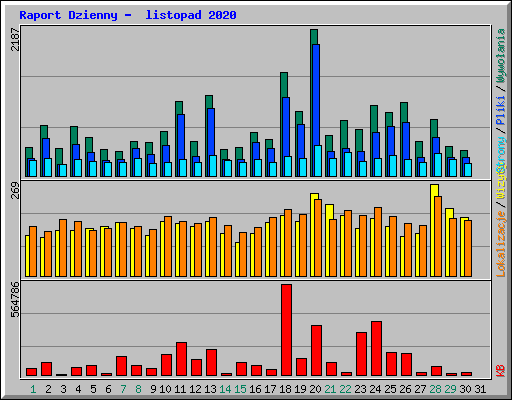 Raport Dzienny -  listopad 2020
2187
Wywolania / Pliki / Strony
269
Lokalizacje / Wizyty
564786
KB
1 2 3 4 5 6 7 8 9 10 11 12 13 14 15 16 17 18 19 20 21 22 23 24 25 26 27 28 29 30 31